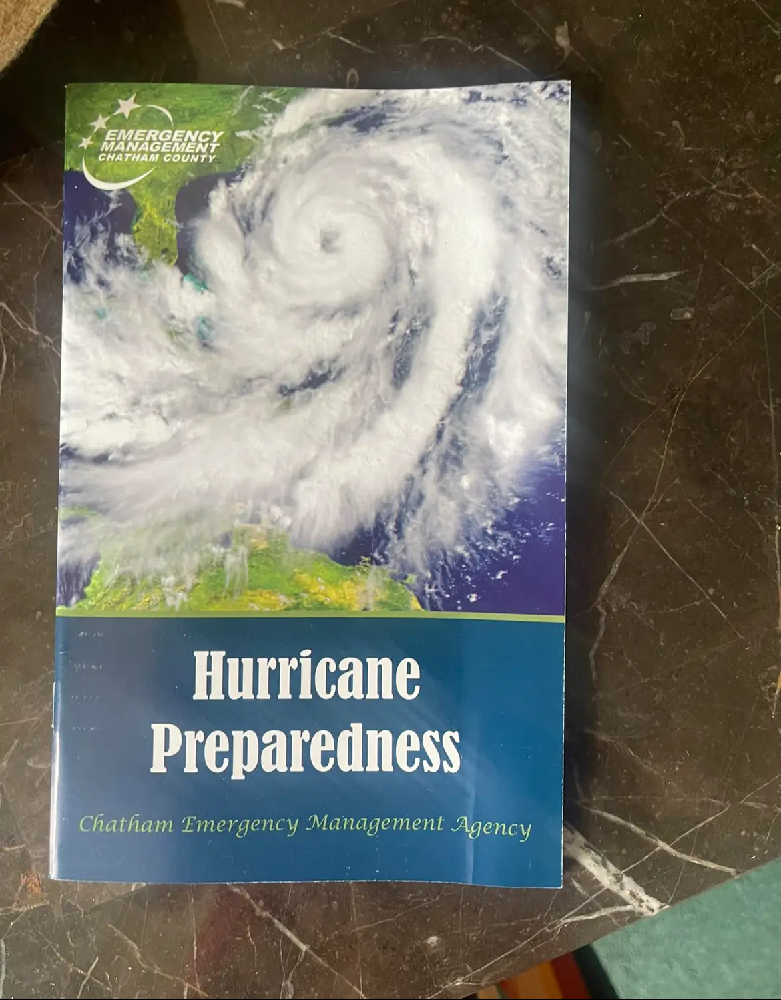 EMERGENCY
MANAGEMENT
CHATHAM COUNTY
Hurricane
Preparedness
Chatham Emergency Management Agency